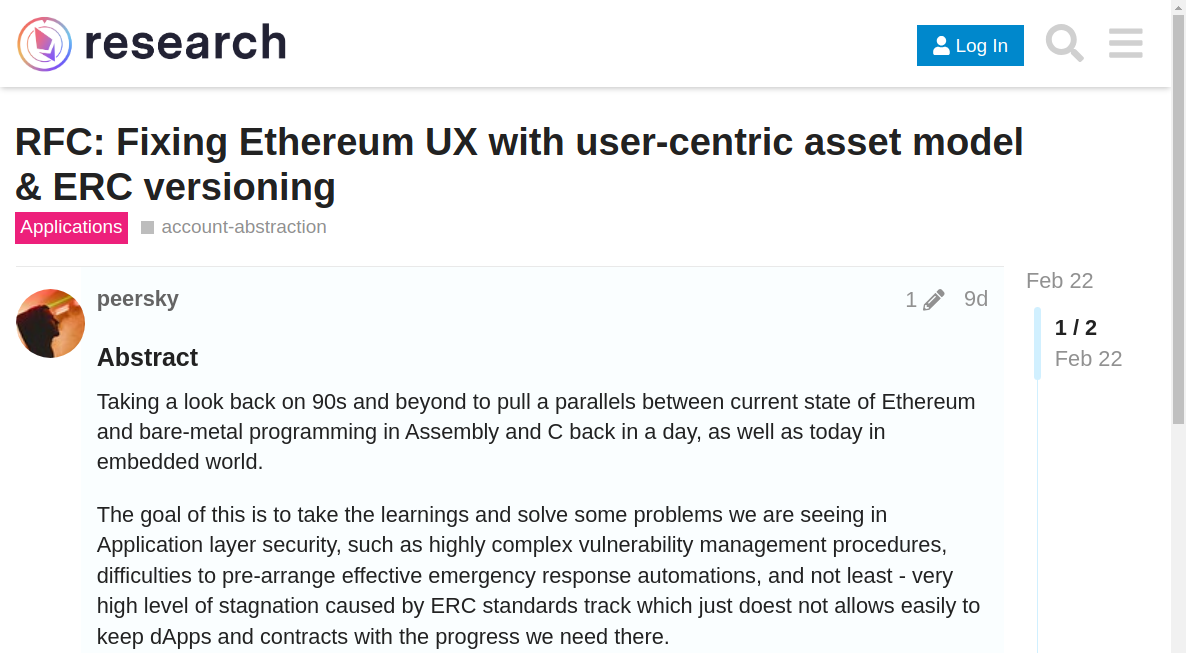 research
Log In
RFC: Fixing Ethereum UX with user-centric asset model
& ERC versioning
Applications
account-abstraction
Feb 22
peersky
1
9d
1 / 2
Feb 22
Abstract
Taking a look back on 90s and beyond to pull a parallels between current state of Ethereum
and bare-metal programming in Assembly and C back in a day, as well as today in
embedded world.
The goal of this is to take the learnings and solve some problems we are seeing in
Application layer security, such as highly complex vulnerability management procedures,
difficulties to pre-arrange effective emergency response automations, and not least - very
high level of stagnation caused by ERC standards track which just doest not allows easily to
keep dApps and contracts with the progress we need there.